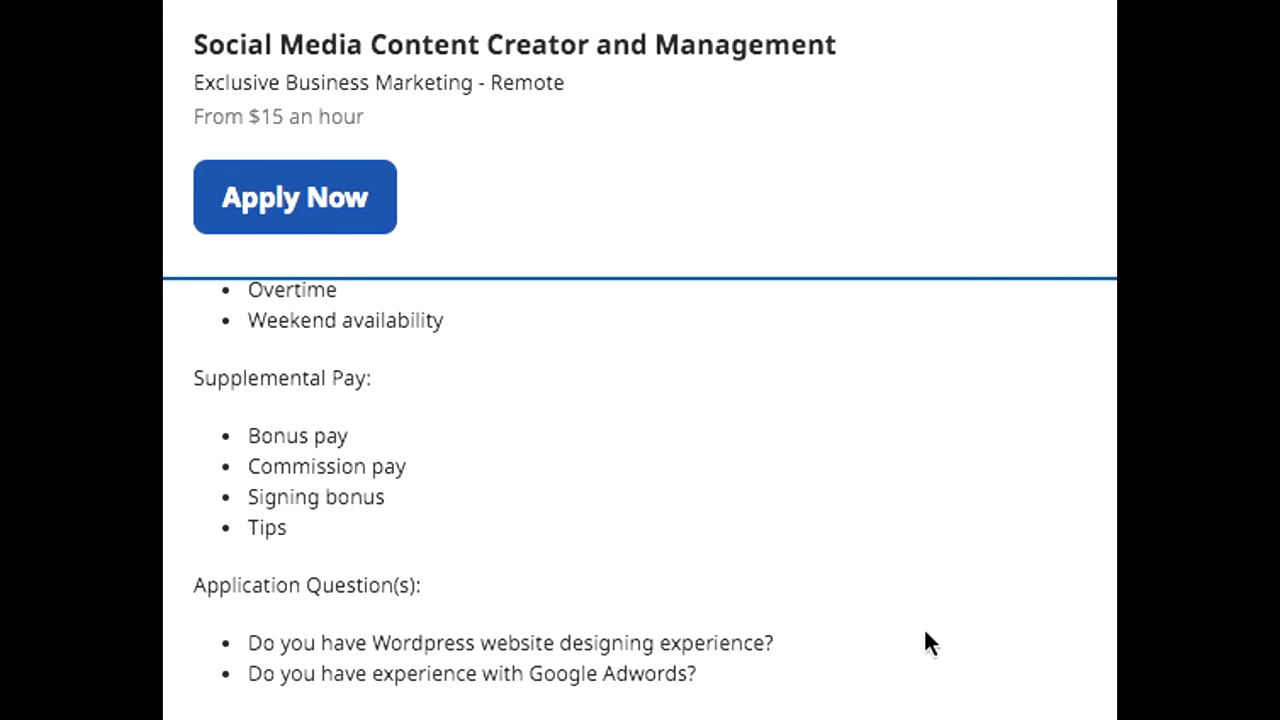 Social Media Content Creator and Management
Exclusive Business Marketing - Remote
From $15 an hour
Apply Now
• Overtime
• Weekend availability
Supplemental Pay:
• Bonus pay
• Commission pay
• Signing bonus
• Tips
Application Question(s):
• Do you have Wordpress website designing experience?
• Do you have experience with Google Adwords?